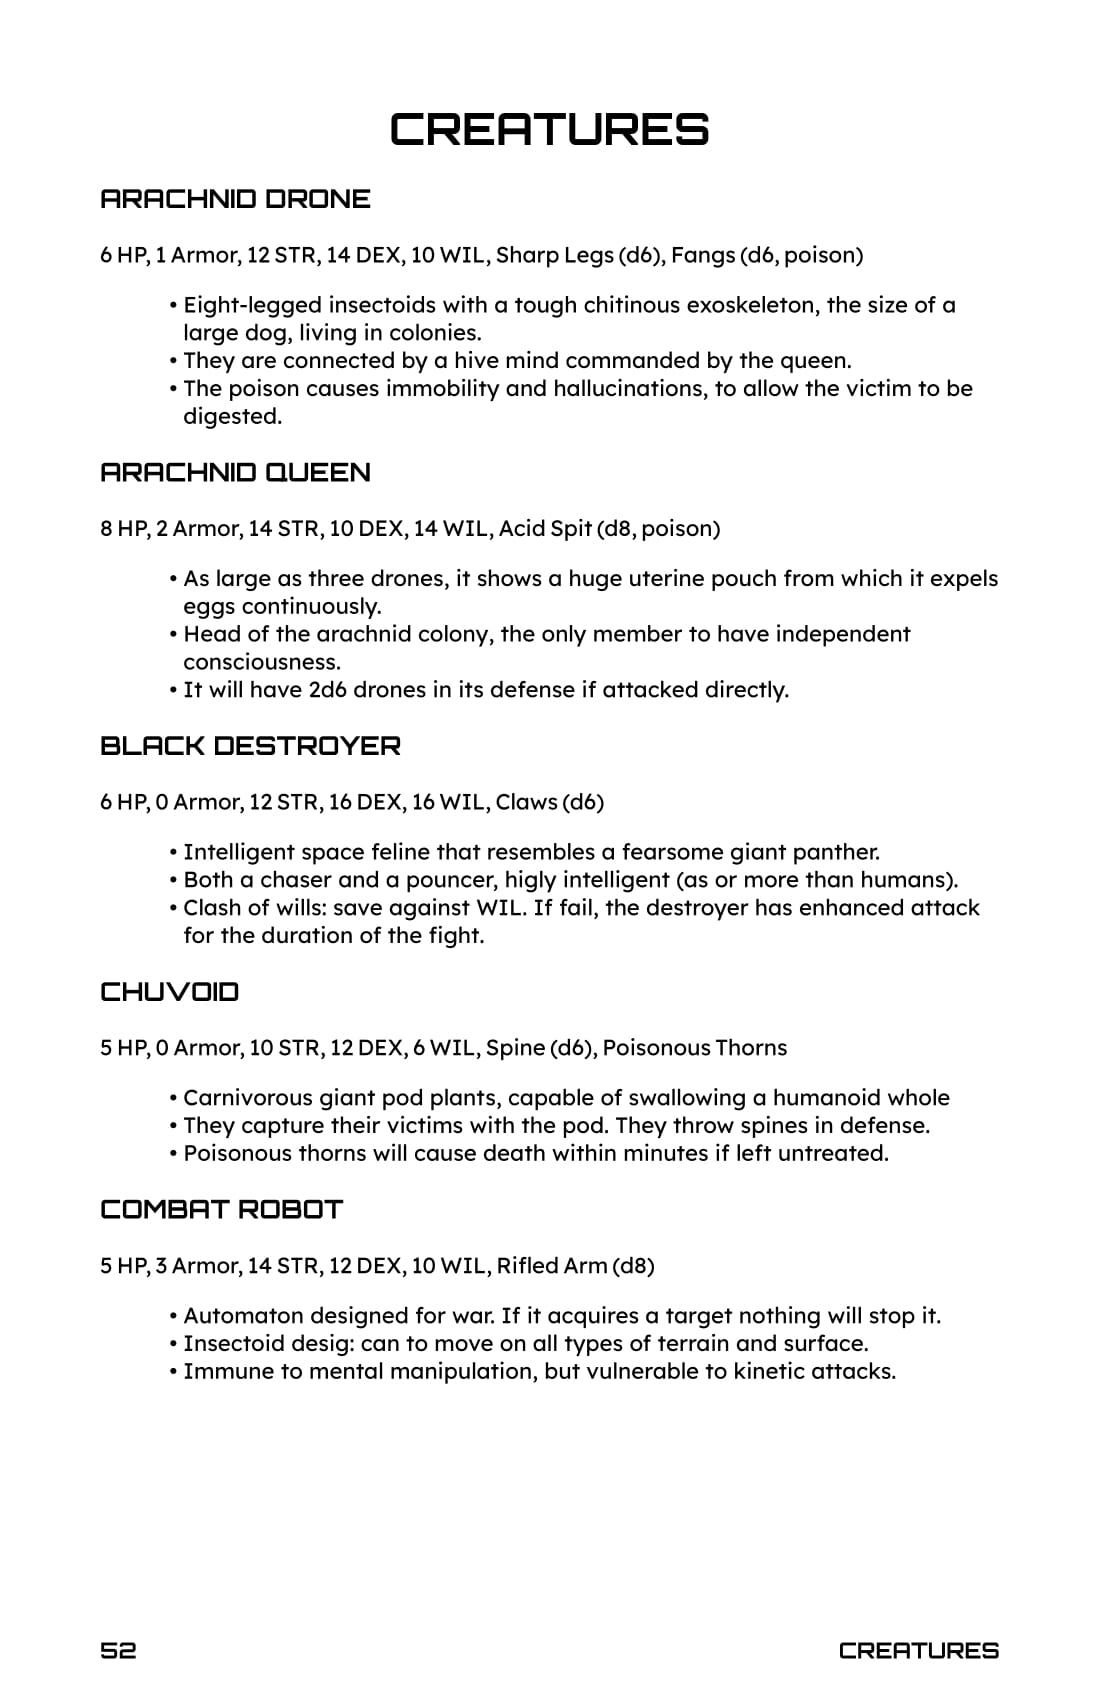 CREATURES
ARACHNID DRONE
6 HP, 1 Armor, 12 STR, 14 DEX, 10 WIL, Sharp Legs (d6), Fangs (d6, poison)
• Eight-legged insectoids with a tough chitinous exoskeleton, the size of a
large dog, living in colonies.
• They are connected by a hive mind commanded by the queen.
• The poison causes immobility and hallucinations, to allow the victim to be
digested.
ARACHNID QUEEN
8 HP, 2 Armor, 14 STR, 10 DEX, 14 WIL, Acid Spit (d8, poison)
• As large as three drones, it shows a huge uterine pouch from which it expels
eggs continuously.
• Head of the arachnid colony, the only member to have independent
consciousness.
• It will have 2d6 drones in its defense if attacked directly.
BLACK DESTROYER
6 HP, 0 Armor, 12 STR, 16 DEX, 16 WIL, Claws (d6)
• Intelligent space feline that resembles a fearsome giant panther.
• Both a chaser and a pouncer, higly intelligent (as or more than humans).
• Clash of wills: save against WIL. If fail, the destroyer has enhanced attack
for the duration of the fight.
CHUVOID
5 HP, 0 Armor, 10 STR, 12 DEX, 6 WIL, Spine (d6), Poisonous Thorns
• Carnivorous giant pod plants, capable of swallowing a humanoid whole
• They capture their victims with the pod. They throw spines in defense.
• Poisonous thorns will cause death within minutes if left untreated.
COMBAT ROBOT
5 HP, 3 Armor, 14 STR, 12 DEX, 10 WIL, Rifled Arm (d8)
• Automaton designed for war. If it acquires a target nothing will stop it.
• Insectoid desig: can to move on all types of terrain and surface.
• Immune to mental manipulation, but vulnerable to kinetic attacks.
52
CREATURES